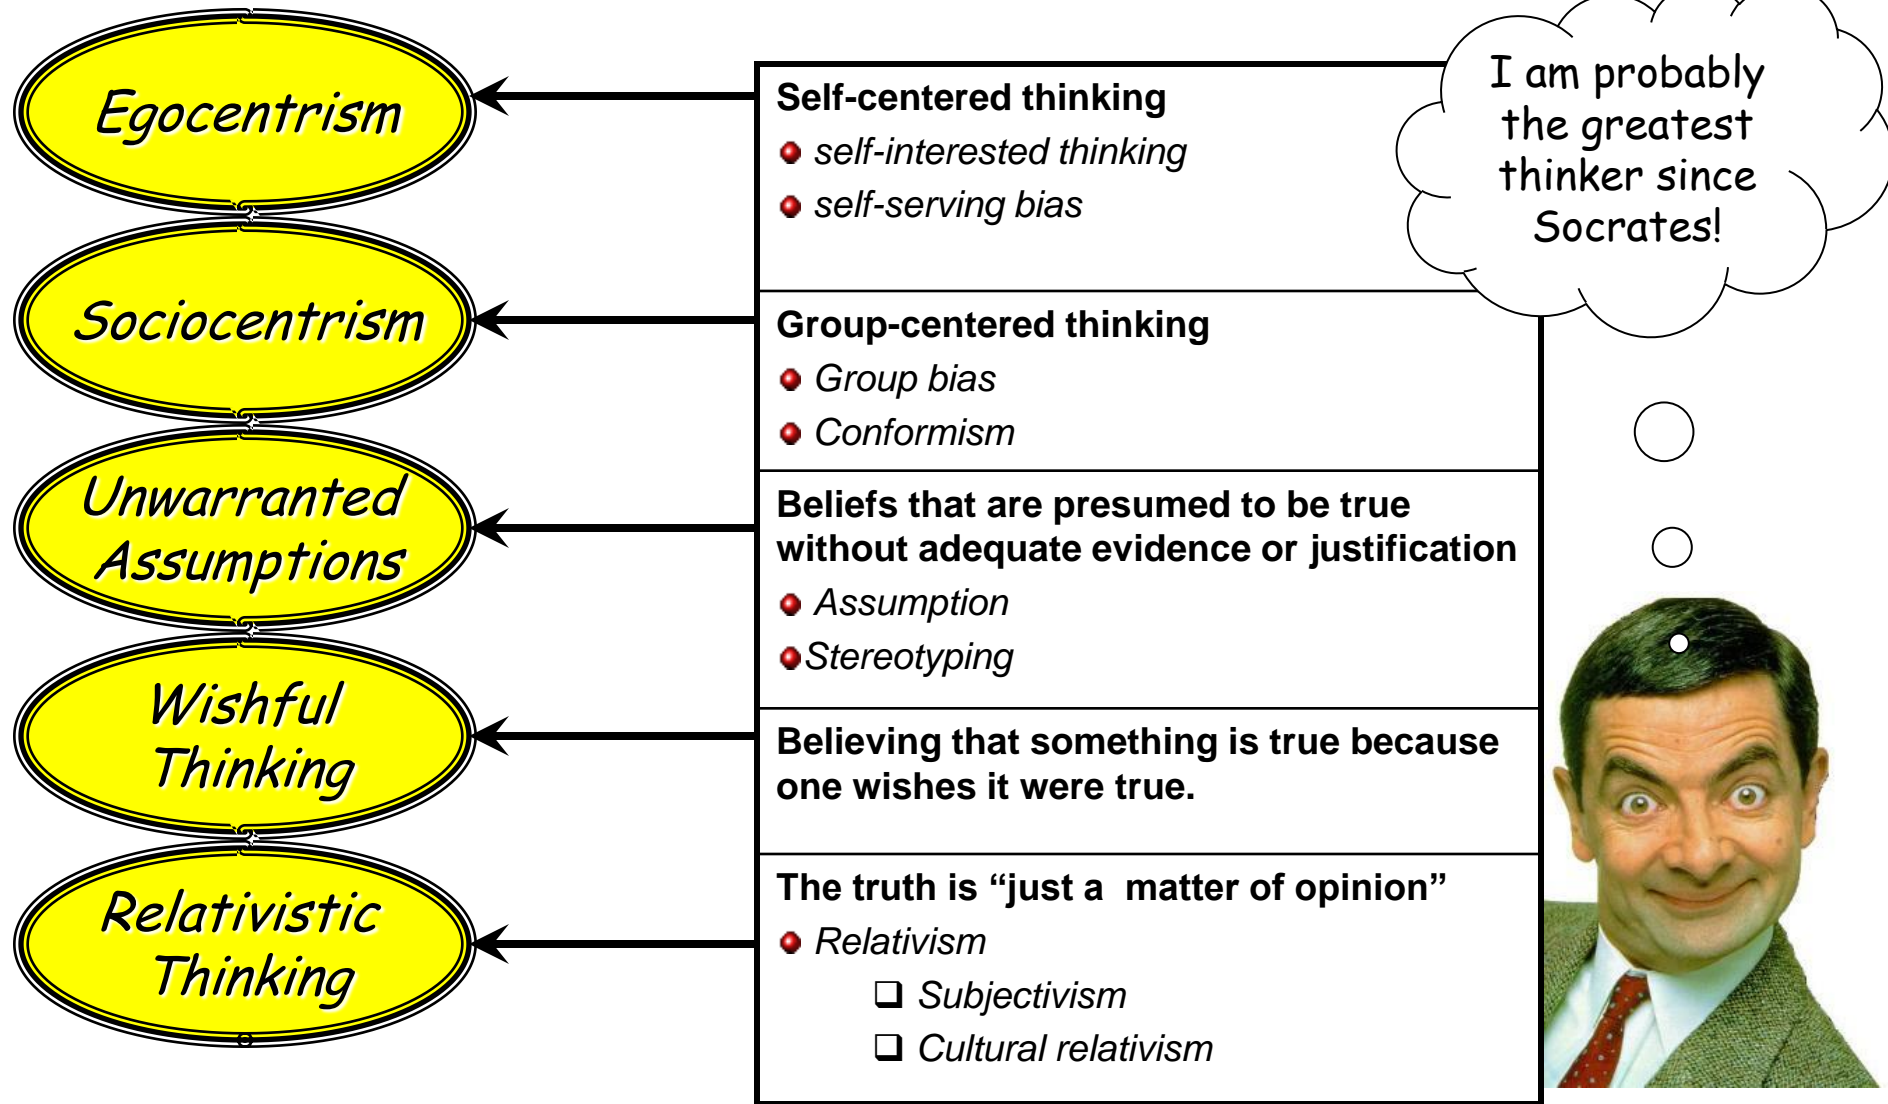 Egocentrism
Self-centered thinking
self-interested thinking
self-serving bias
I am probably
the greatest
thinker since
Socrates!
Sociocentrism
Group-centered thinking
Group bias
Conformism
Unwarranted
Assumptions
Beliefs that are presumed to be true
without adequate evidence or justification
Assumption
Stereotyping
Wishful
Thinking
Believing that something is true because
one wishes it were true.
Relativistic
Thinking
The truth is “just a  matter of opinion”
Relativism
Subjectivism
Cultural relativism